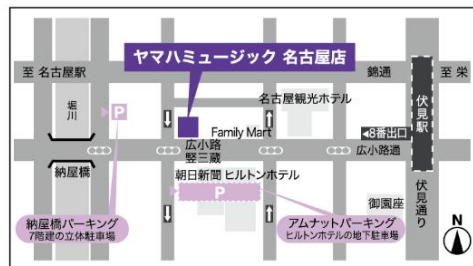 ヤマハミュージック 名古屋店
至 名古屋駅
錦通
至 栄
堀川
P
名古屋観光ホテル
伏見駅
Family Mart
◀8番出口
広小路
竪三蔵
広小路通
納屋橋
朝日新聞 ヒルトンホテル
P
御園座
伏見通り
納屋橋パーキング
7階建の立体駐車場
アムナットパーキング
ヒルトンホテルの地下駐車場
N